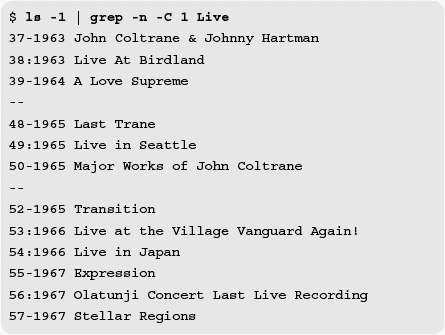 $ ls -1 | grep -n -C 1 Live
37-1963 John Coltrane & Johnny Hartman
38:1963 Live At Birdland
39-1964 A Love Supreme
--
48-1965 Last Trane
49:1965 Live in Seattle
50-1965 Major Works of John Coltrane
--
52-1965 Transition
53:1966 Live at the Village Vanguard Again!
54:1966 Live in Japan
55-1967 Expression
56:1967 Olatunji Concert Last Live Recording
57-1967 Stellar Regions